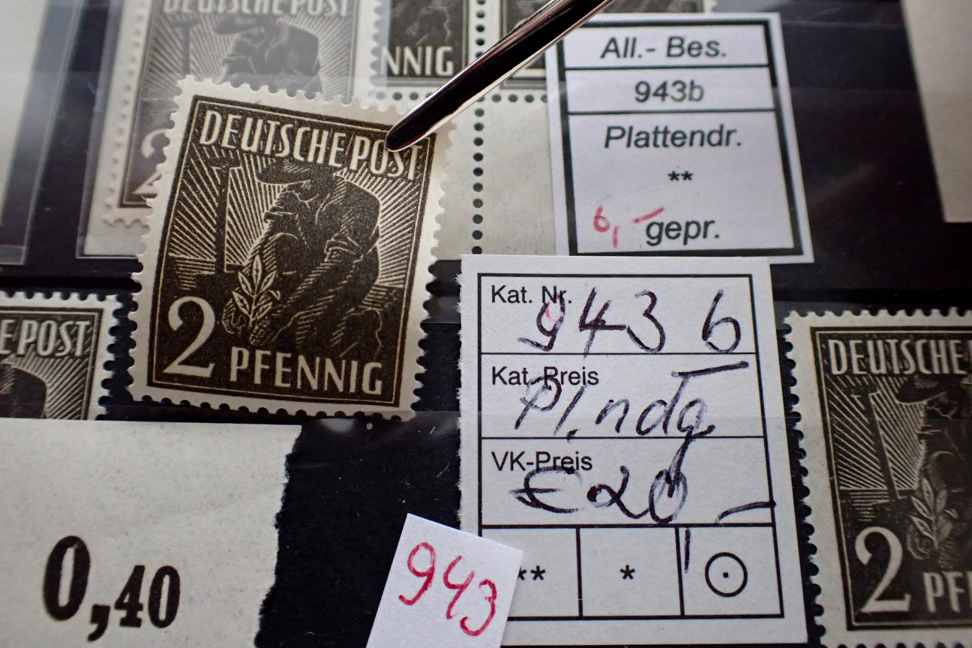 DEUTSCHE POST
NNIG
All.- Bes.
943b
Plattendr.
**
6,- gepr.
DEUTSCHE POST
2 PFENNIG
E POST
Kat. Nr. 943 b
Kat. Preis
Pl.ndg
VK-Preis
€20,-
** *
DEUTSCHE
2 PF
0,40
943